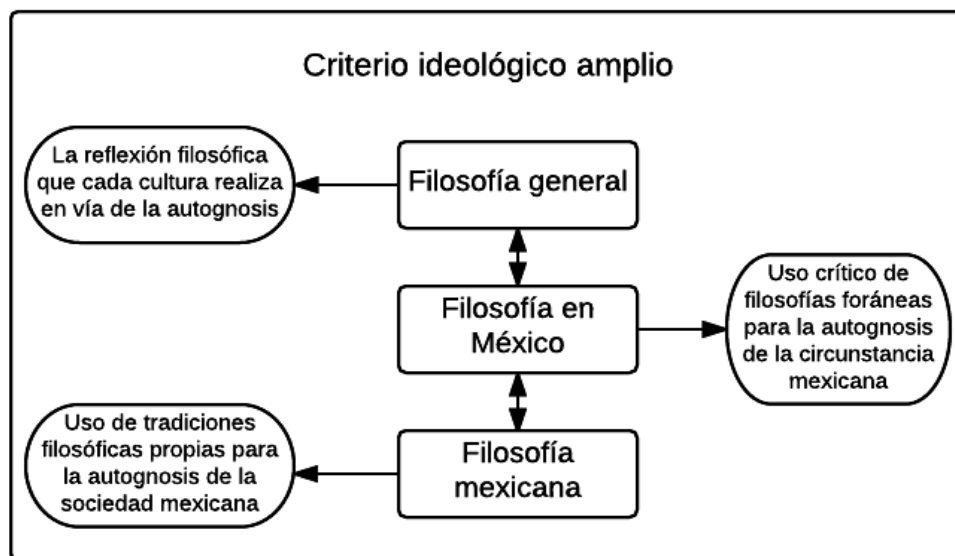 Criterio ideológico amplio
La reflexión filosófica
que cada cultura realiza
en vía de la autognosis
Filosofía general
Filosofía en
México
Uso crítico de
filosofías foráneas
para la autognosis
de la circunstancia
mexicana
Uso de tradiciones
filosóficas propias para
la autognosis de la
sociedad mexicana
Filosofía
mexicana